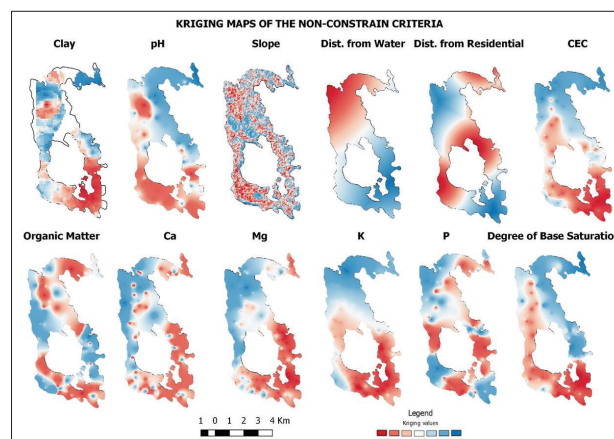 KRIGING MAPS OF THE NON-CONSTRAIN CRITERIA
Clay pH Slope Dist. from Water Dist. from Residential CEC
Organic Matter Ca Mg K P Degree of Base Saturatio
1 0 1 2 3 4 Km
Legend
Kriging values